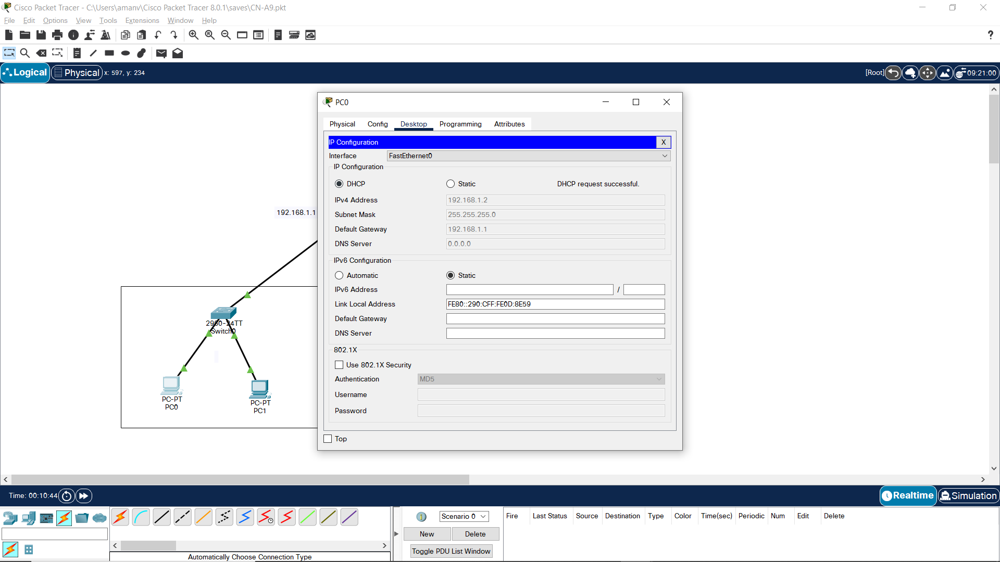 Cisco Packet Tracer - C:\Users\amanv\Cisco Packet Tracer 8.0.1\saves\CN-A9.pkt
File Edit Options View Tools Extensions Window Help
Logical Physical x: 597, y: 234 [Root] 09:21:00
PC0
Physical Config Desktop Programming Attributes
IP Configuration X
Interface FastEthernet0
IP Configuration
DHCP Static DHCP request successful.
IPv4 Address 192.168.1.2
Subnet Mask 255.255.255.0
Default Gateway 192.168.1.1
DNS Server 0.0.0.0
IPv6 Configuration
Automatic Static
IPv6 Address /
Link Local Address FE80::290:CFF:FE0D:8E59
Default Gateway
DNS Server
802.1X
Use 802.1X Security
Authentication MD5
Username
Password
Top
192.168.1.1
2960-24TT
Switch0
PC-PT
PC0
PC-PT
PC1
Time: 00:10:44 Realtime Simulation
Scenario 0
New Delete
Toggle PDU List Window
Fire Last Status Source Destination Type Color Time(sec) Periodic Num Edit Delete
Automatically Choose Connection Type